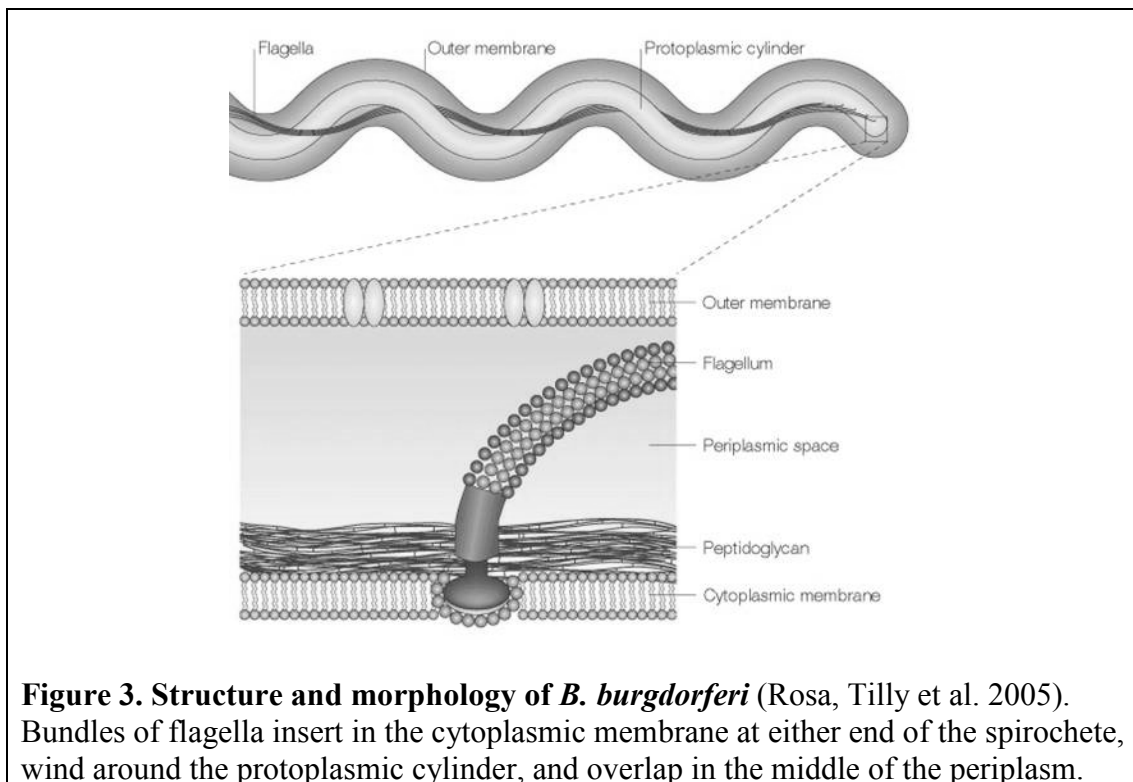 Flagella Outer membrane Protoplasmic cylinder
Outer membrane
Flagellum
Periplasmic space
Peptidoglycan
Cytoplasmic membrane
Figure 3. Structure and morphology of B. burgdorferi (Rosa, Tilly et al. 2005).
Bundles of flagella insert in the cytoplasmic membrane at either end of the spirochete,
wind around the protoplasmic cylinder, and overlap in the middle of the periplasm.